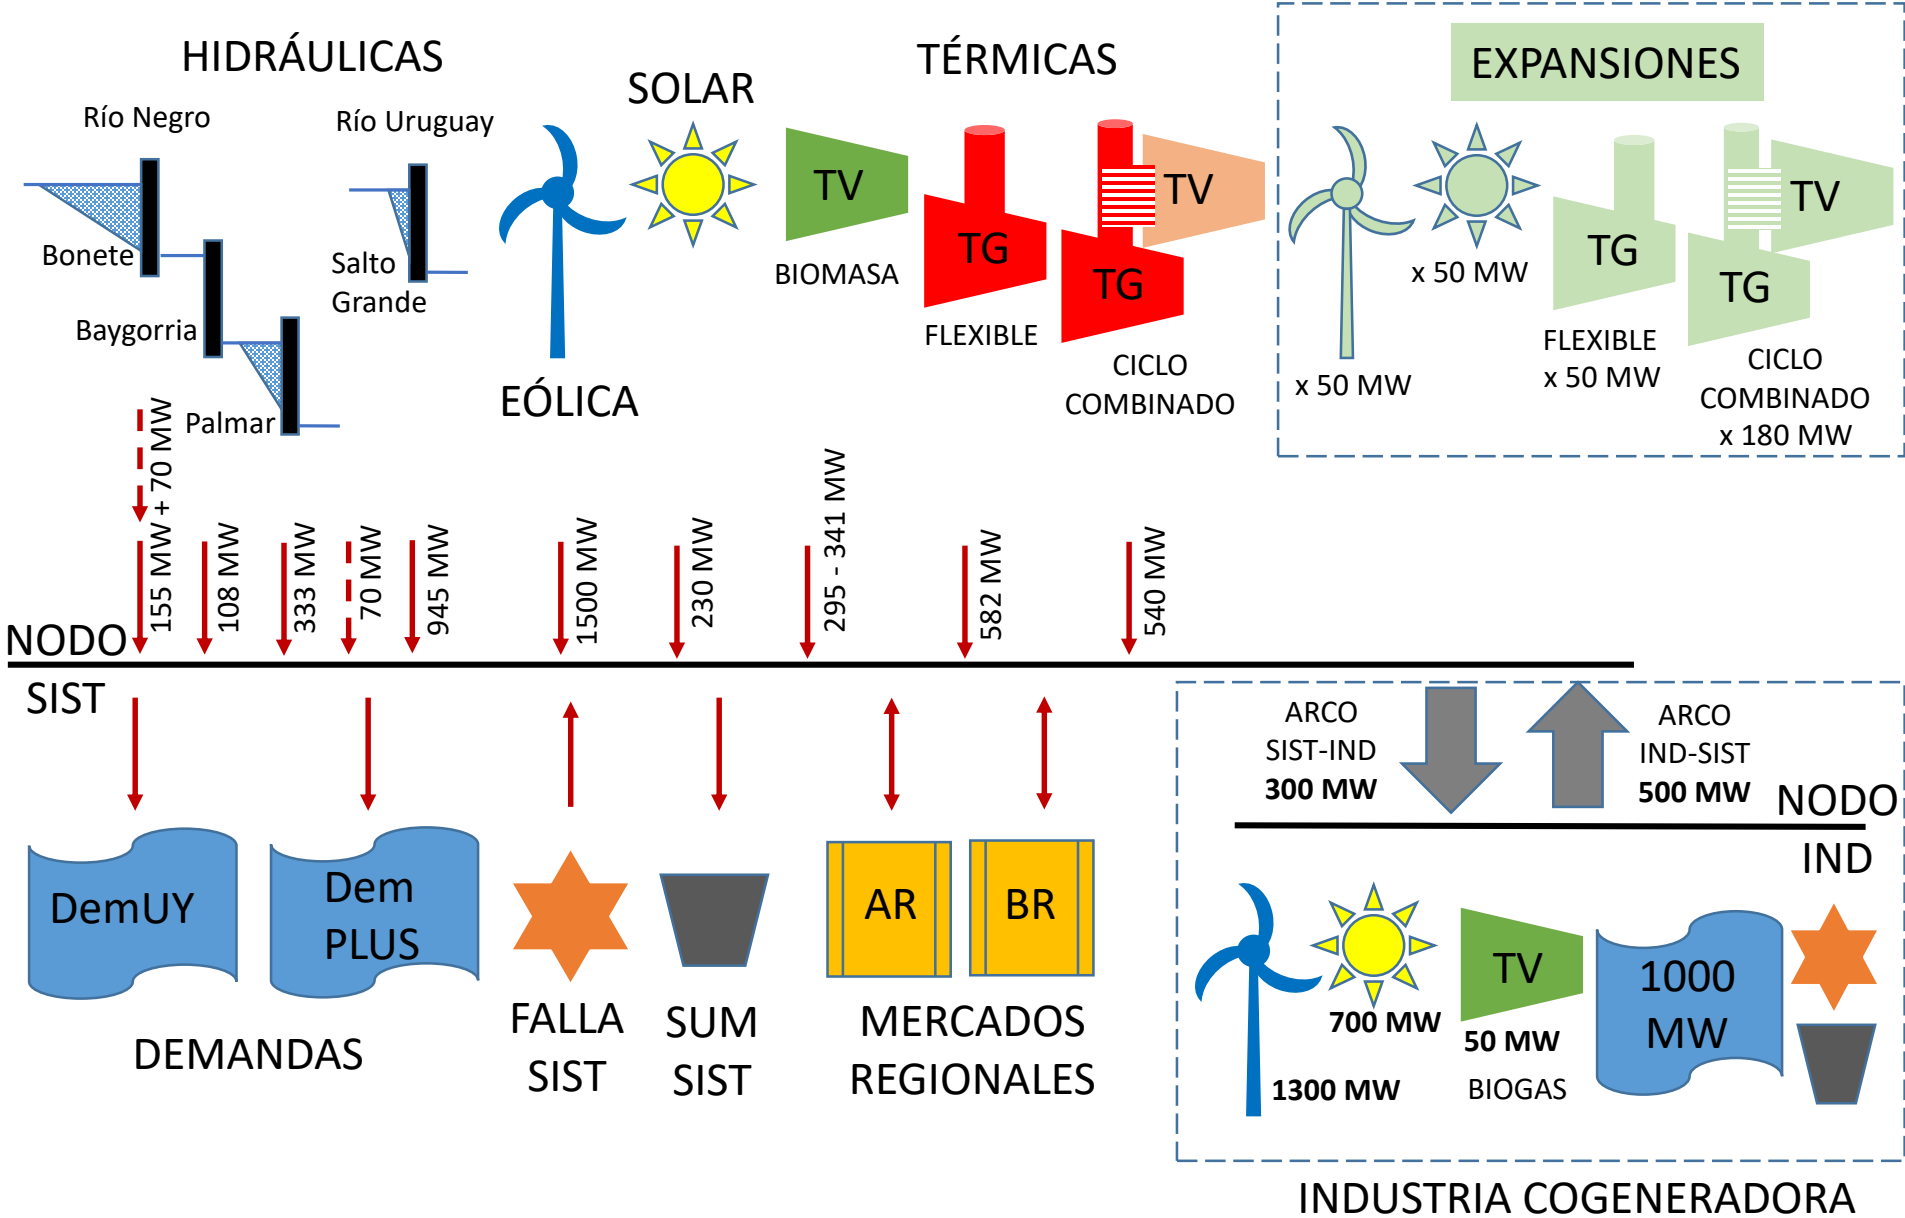 HIDRÁULICAS
Río Negro
Río Uruguay
Bonete
Baygorria
Palmar
Salto
Grande
SOLAR
EÓLICA
TÉRMICAS
TV
BIOMASA
TG
FLEXIBLE
TV
TG
CICLO
COMBINADO
EXPANSIONES
x 50 MW
x 50 MW
TG
FLEXIBLE
x 50 MW
TV
TG
CICLO
COMBINADO
x 180 MW
155 MW + 70 MW
108 MW
333 MW
70 MW
945 MW
1500 MW
230 MW
295 - 341 MW
582 MW
540 MW
NODO
SIST
DemUY
Dem
PLUS
DEMANDAS
FALLA
SIST
SUM
SIST
AR
BR
MERCADOS
REGIONALES
ARCO
SIST-IND
300 MW
ARCO
IND-SIST
500 MW
NODO
IND
1300 MW
700 MW
TV
50 MW
BIOGAS
1000
MW
INDUSTRIA COGENERADORA